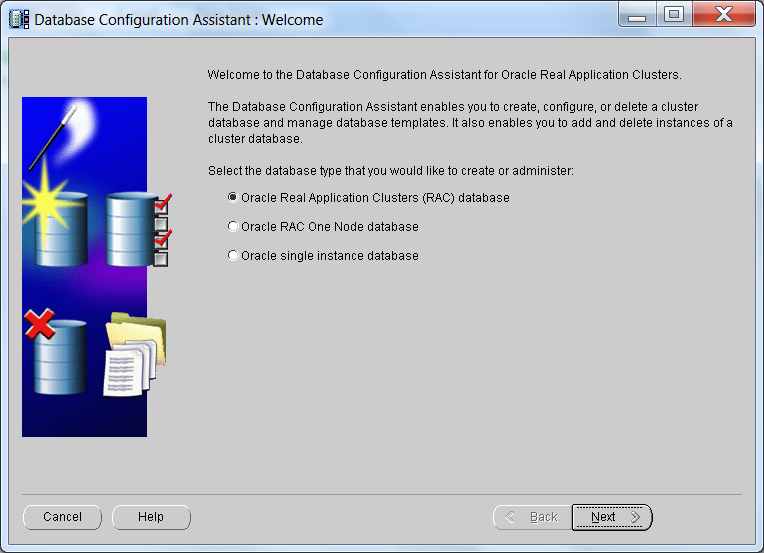 Database Configuration Assistant : Welcome
Welcome to the Database Configuration Assistant for Oracle Real Application Clusters.
The Database Configuration Assistant enables you to create, configure, or delete a cluster
database and manage database templates. It also enables you to add and delete instances of a
cluster database.
Select the database type that you would like to create or administer:
Oracle Real Application Clusters (RAC) database
Oracle RAC One Node database
Oracle single instance database
Cancel
Help
Back
Next